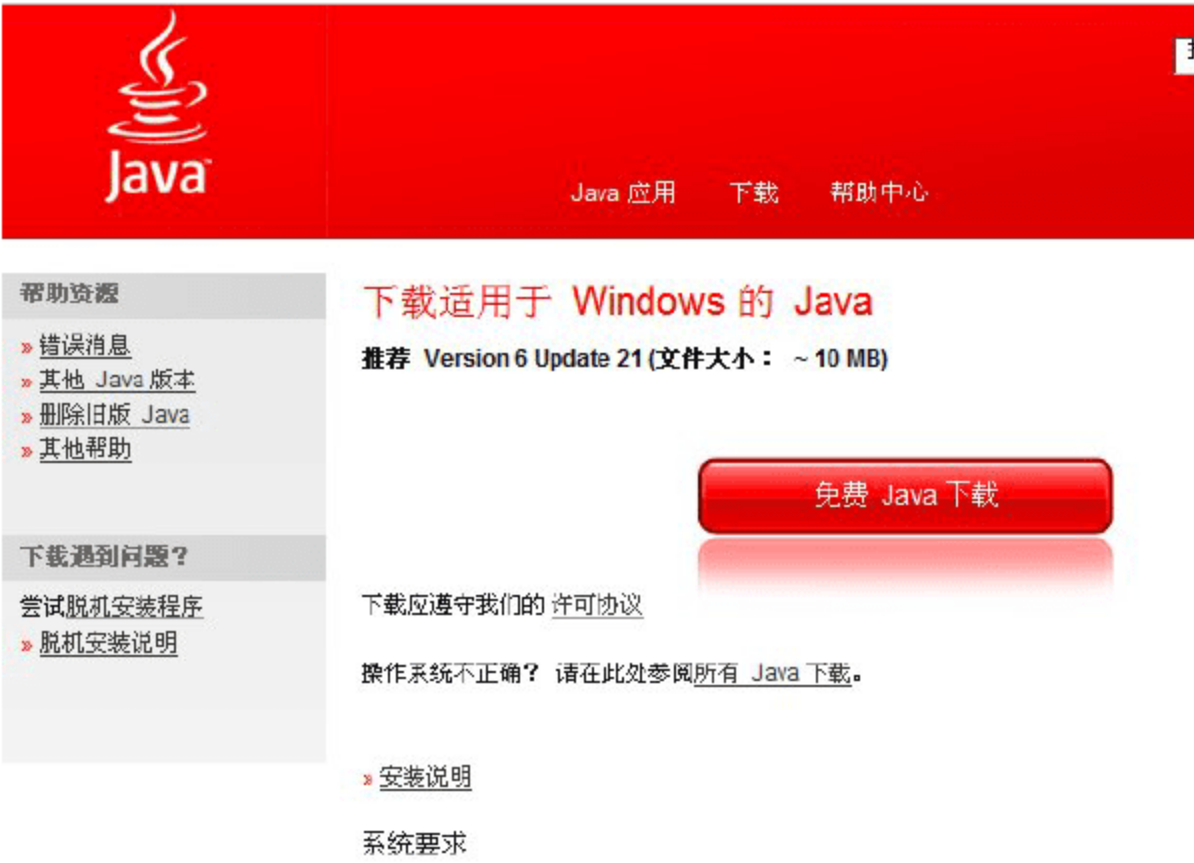 Java™
Java 应用 下载 帮助中心
帮助资源
» 错误消息
» 其他 Java 版本
» 删除旧版 Java
» 其他帮助
下载遇到问题？
尝试脱机安装程序
» 脱机安装说明
下载适用于 Windows 的 Java
推荐 Version 6 Update 21 (文件大小： ~ 10 MB)
免费 Java 下载
下载应遵守我们的 许可协议
操作系统不正确？ 请在此处参阅所有 Java 下载。
» 安装说明
系统要求